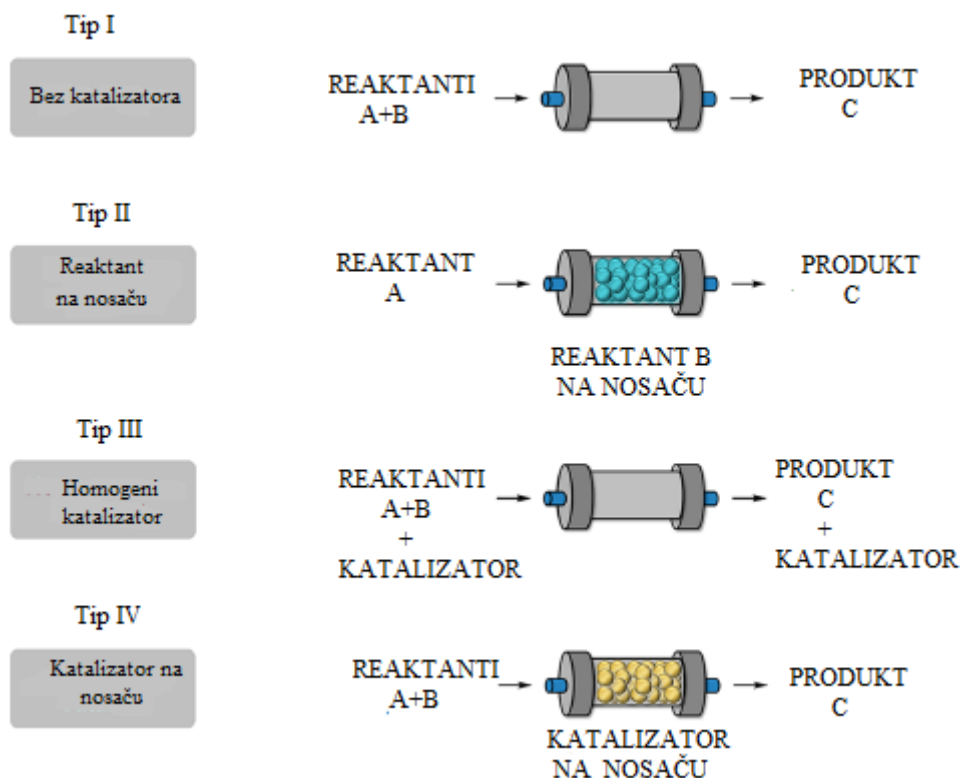 Tip I
Bez katalizatora
REAKTANTI
A+B
PRODUKT
C
Tip II
Reaktant
na nosaču
REAKTANT
A
REAKTANT B
NA NOSAČU
PRODUKT
C
Tip III
Homogeni
katalizator
REAKTANTI
A+B
+
KATALIZATOR
PRODUKT
C
+
KATALIZATOR
Tip IV
Katalizator na
nosaču
REAKTANTI
A+B
KATALIZATOR
NA NOSAČU
PRODUKT
C